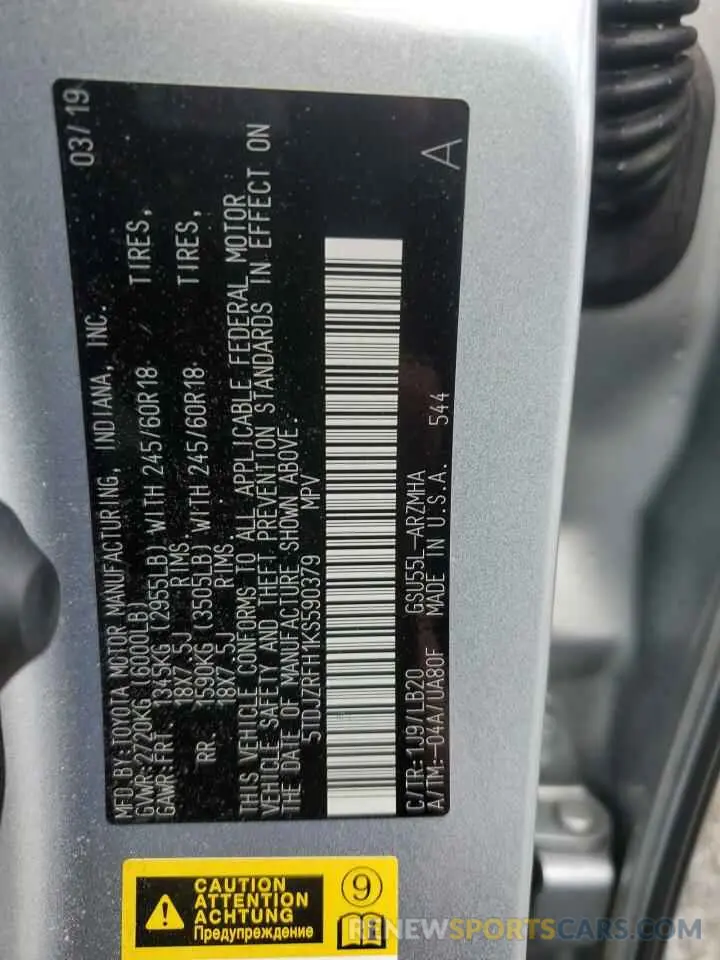 MFD.BY:TOYOTA MOTOR MANUFACTURING, INDIANA, INC. 03/19
GVWR:2720KG (6000LB)
GAWR FRT. 1345KG (2955LB) WITH 245/60R18 TIRES,
18X7.5J RIMS,
RR. 1590KG (3505LB) WITH 245/60R18 TIRES,
18X7.5J RIMS.
THIS VEHICLE CONFORMS TO ALL APPLICABLE FEDERAL MOTOR
VEHICLE SAFETY AND THEFT PREVENTION STANDARDS IN EFFECT ON
THE DATE OF MANUFACTURE SHOWN ABOVE.
5TDJZRFH1KS590379 MPV
C/TR:1J9/LB20 GSU55L-ARZMHA A
A/TM:-04A/UA80F MADE IN U.S.A. 544
CAUTION
ATTENTION
ACHTUNG
Предупреждение
9
RENEWSPORTSCARS.COM